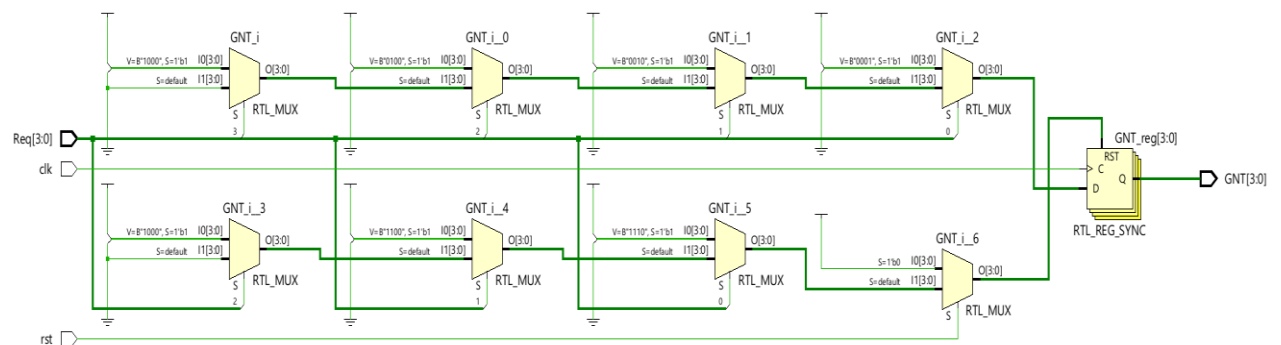 GNT_i
V=B"1000", S=1'b1 I0[3:0]
S=default I1[3:0]
O[3:0]
S
RTL_MUX
3
GNT_i__0
V=B"0100", S=1'b1 I0[3:0]
S=default I1[3:0]
O[3:0]
S
RTL_MUX
2
GNT_i__1
V=B"0010", S=1'b1 I0[3:0]
S=default I1[3:0]
O[3:0]
S
RTL_MUX
1
GNT_i__2
V=B"0001", S=1'b1 I0[3:0]
S=default I1[3:0]
O[3:0]
S
RTL_MUX
0
Req[3:0]
clk
GNT_reg[3:0]
RST
C
D
Q
RTL_REG_SYNC
GNT[3:0]
GNT_i__3
V=B"1000", S=1'b1 I0[3:0]
S=default I1[3:0]
O[3:0]
S
RTL_MUX
2
GNT_i__4
V=B"1100", S=1'b1 I0[3:0]
S=default I1[3:0]
O[3:0]
S
RTL_MUX
1
GNT_i__5
V=B"1110", S=1'b1 I0[3:0]
S=default I1[3:0]
O[3:0]
S
RTL_MUX
0
GNT_i__6
S=1'b0 I0[3:0]
S=default I1[3:0]
O[3:0]
S
RTL_MUX
rst